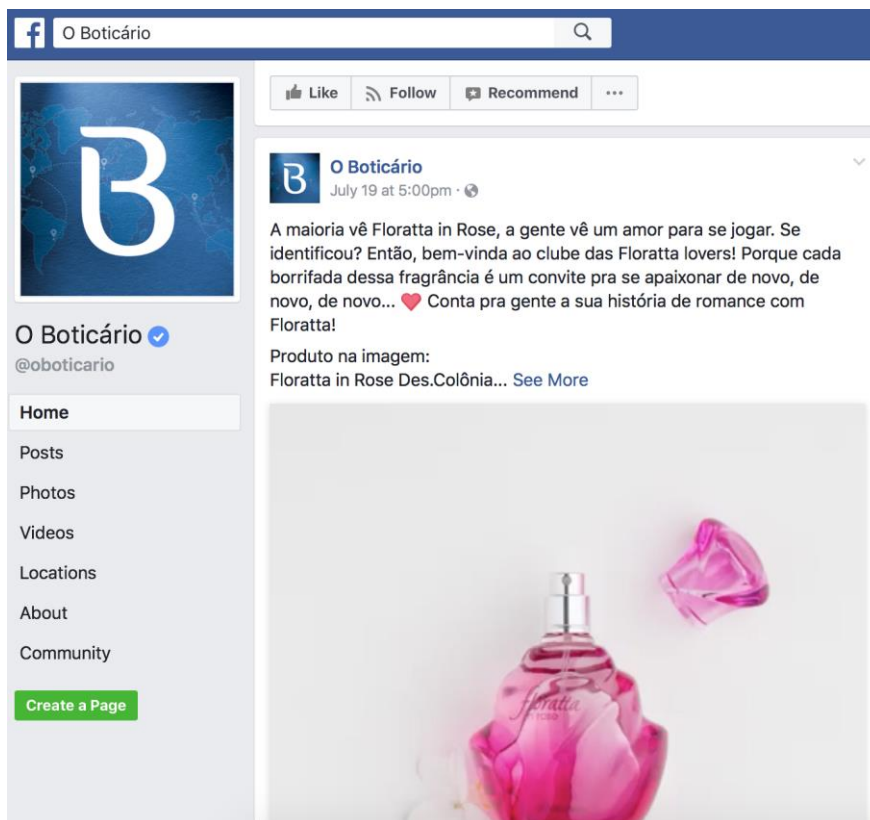 O Boticário
Like
Follow
Recommend
O Boticário
July 19 at 5:00pm ·
A maioria vê Floratta in Rose, a gente vê um amor para se jogar. Se
identificou? Então, bem-vinda ao clube das Floratta lovers! Porque cada
borrifada dessa fragrância é um convite pra se apaixonar de novo, de
novo, de novo... ❤ Conta pra gente a sua história de romance com
Floratta!
Produto na imagem:
Floratta in Rose Des.Colônia... See More
O Boticário
@oboticario
Home
Posts
Photos
Videos
Locations
About
Community
Create a Page
floratta
in rose